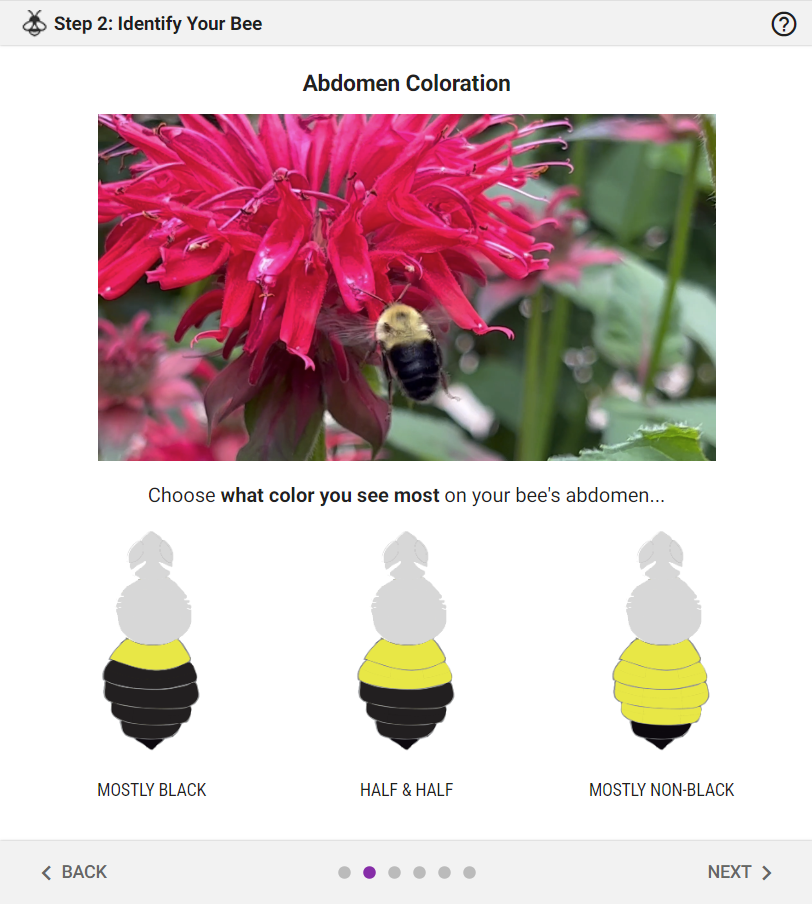 Step 2: Identify Your Bee
Abdomen Coloration
Choose what color you see most on your bee's abdomen...
MOSTLY BLACK
HALF & HALF
MOSTLY NON-BLACK
BACK
NEXT